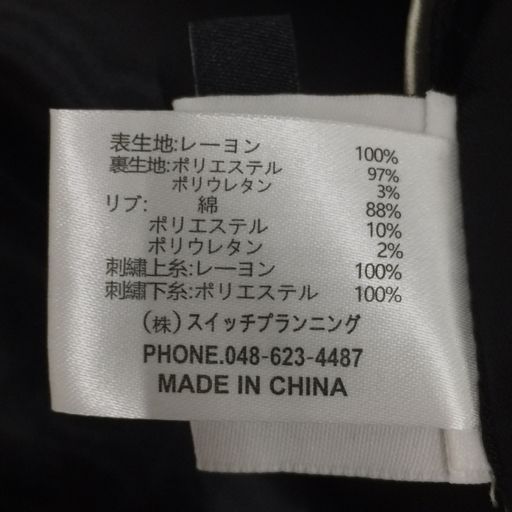 表生地:レーヨン 100%
裏生地:ポリエステル 97%
ポリウレタン 3%
リブ: 綿 88%
ポリエステル 10%
ポリウレタン 2%
刺繍上糸:レーヨン 100%
刺繍下糸:ポリエステル 100%
(株)スイッチプランニング
PHONE.048-623-4487
MADE IN CHINA